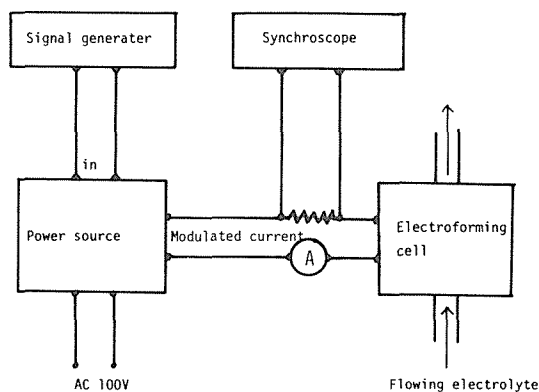 Signal generater
Synchroscope
in
Power source
Modulated current
A
Electroforming
cell
AC 100V
Flowing electrolyte